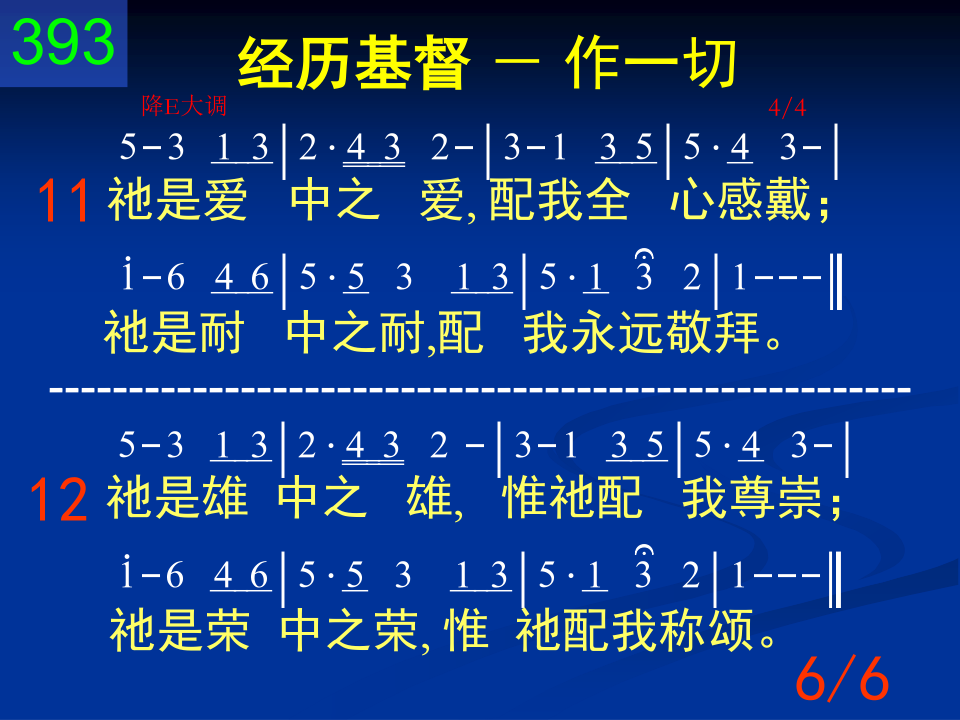 393
经历基督 － 作一切
降E大调 4/4
5-3 1 3|2 · 4 3 2-|3-1 3 5|5 · 4 3-|
11 祂是爱 中之 爱, 配我全 心感戴;
i-6 4 6|5 · 5 3 1 3|5 · 1 3 2|1---‖
祂是耐 中之耐,配 我永远敬拜。
------------------------------------------------------
5-3 1 3|2 · 4 3 2 -|3-1 3 5|5 · 4 3-|
12 祂是雄 中之 雄, 惟祂配 我尊崇;
i-6 4 6|5 · 5 3 1 3|5 · 1 3 2|1---‖
祂是荣 中之荣, 惟 祂配我称颂。
6/6